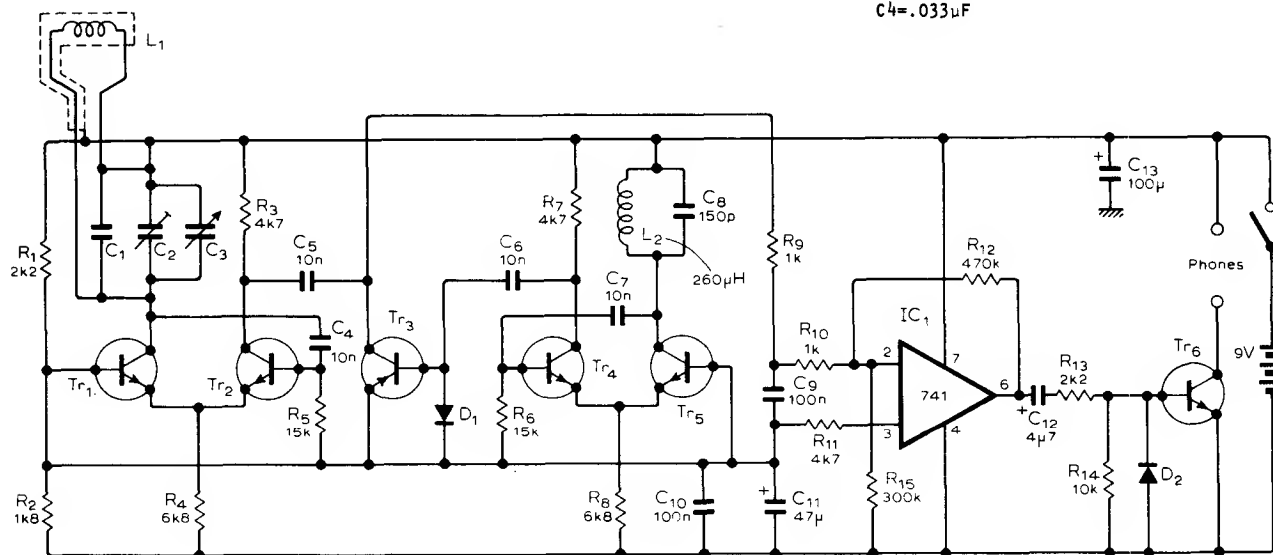 C4=.033µF
L1
R1
2k2
C1
C2
C3
R3
4k7
C5
10n
C4
10n
Tr1.
Tr2
R5
15k
Tr3
D1
C6
10n
R7
4k7
C7
10n
L2
260µH
C8
150p
R6
15k
Tr4
Tr5
R9
1k
R10
1k
C9
100n
R11
4k7
R12
470k
IC1
2
3
7
4
6
741
R15
300k
C12
4µ7
+
R13
2k2
R14
10k
D2
Tr6
Phones
9V
+
C13
100µ
R2
1k8
R4
6k8
R8
6k8
C10
100n
+
C11
47µ